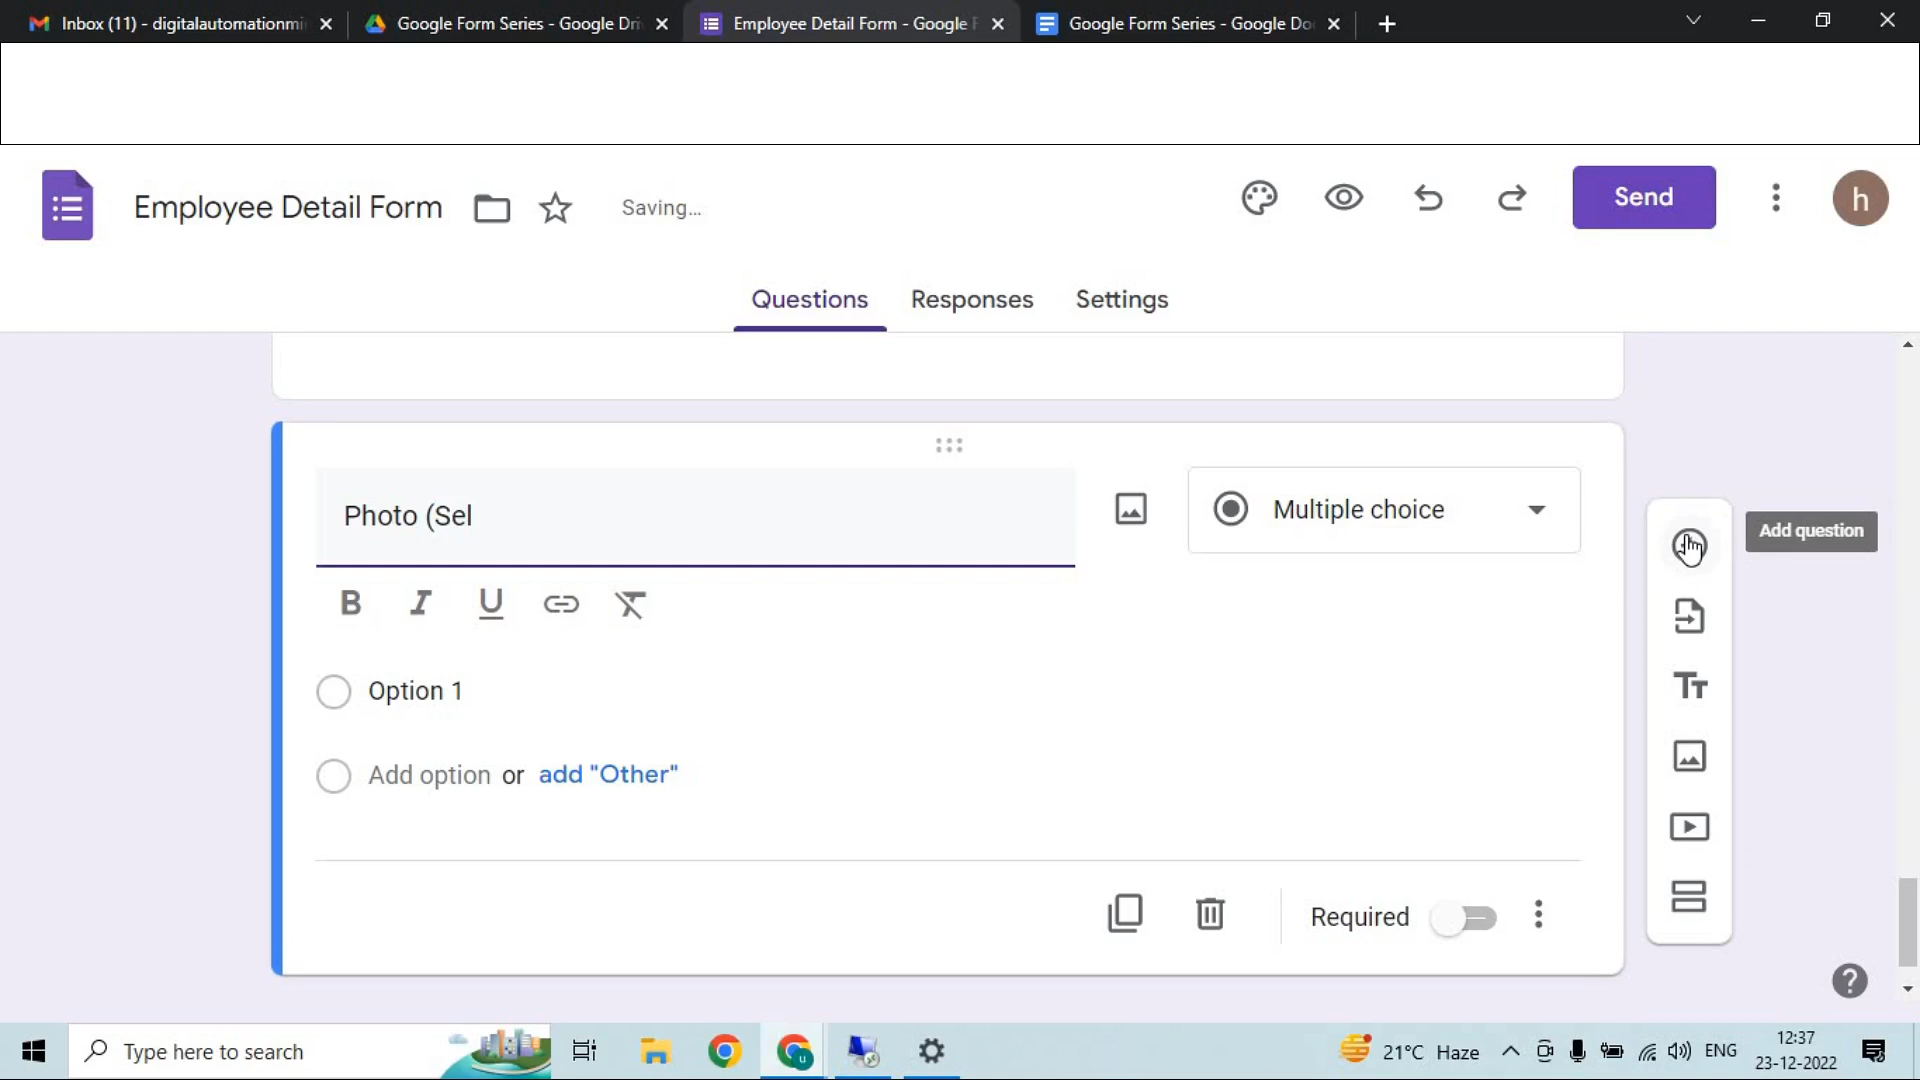 Inbox (11) - digitalautomationmi
Google Form Series - Google Dri
Employee Detail Form - Google F
Google Form Series - Google Do
Employee Detail Form
Saving...
Send
h
Questions
Responses
Settings
Photo (Sel
Multiple choice
Add question
B I U
Option 1
Add option or add "Other"
Required
Type here to search
u
21°C Haze
ENG
12:37
23-12-2022